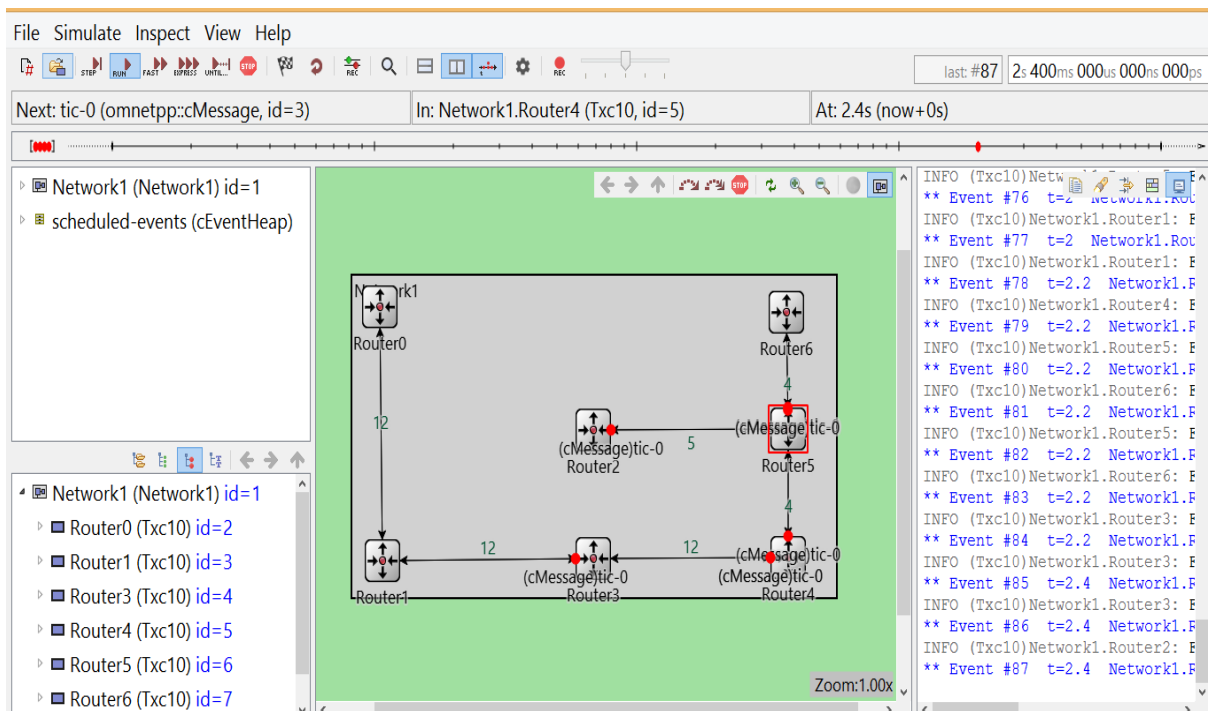 File Simulate Inspect View Help
STEP RUN FAST EXPRESS UNTIL... STOP REC REC
last: #87 2s 400ms 000us 000ns 000ps
Next: tic-0 (omnetpp::cMessage, id=3) In: Network1.Router4 (Txc10, id=5) At: 2.4s (now+0s)
Network1 (Network1) id=1
scheduled-events (cEventHeap)
Network1 (Network1) id=1
Router0 (Txc10) id=2
Router1 (Txc10) id=3
Router3 (Txc10) id=4
Router4 (Txc10) id=5
Router5 (Txc10) id=6
Router6 (Txc10) id=7
STOP
Router0
Router6
4
12
(cMessage)tic-0
(cMessage)tic-0
5
Router2
Router5
4
12
12
(cMessage)tic-0
(cMessage)tic-0
(cMessage)tic-0
Router1
Router3
Router4
Zoom:1.00x
INFO (Txc10)
** Event #76 t=2
INFO (Txc10)Network1.Router1: E
** Event #77 t=2 Network1.Rou
INFO (Txc10)Network1.Router1: E
** Event #78 t=2.2 Network1.R
INFO (Txc10)Network1.Router4: E
** Event #79 t=2.2 Network1.R
INFO (Txc10)Network1.Router5: E
** Event #80 t=2.2 Network1.R
INFO (Txc10)Network1.Router6: E
** Event #81 t=2.2 Network1.R
INFO (Txc10)Network1.Router5: E
** Event #82 t=2.2 Network1.R
INFO (Txc10)Network1.Router6: E
** Event #83 t=2.2 Network1.R
INFO (Txc10)Network1.Router3: E
** Event #84 t=2.2 Network1.R
INFO (Txc10)Network1.Router3: E
** Event #85 t=2.4 Network1.R
INFO (Txc10)Network1.Router3: E
** Event #86 t=2.4 Network1.R
INFO (Txc10)Network1.Router2: E
** Event #87 t=2.4 Network1.R